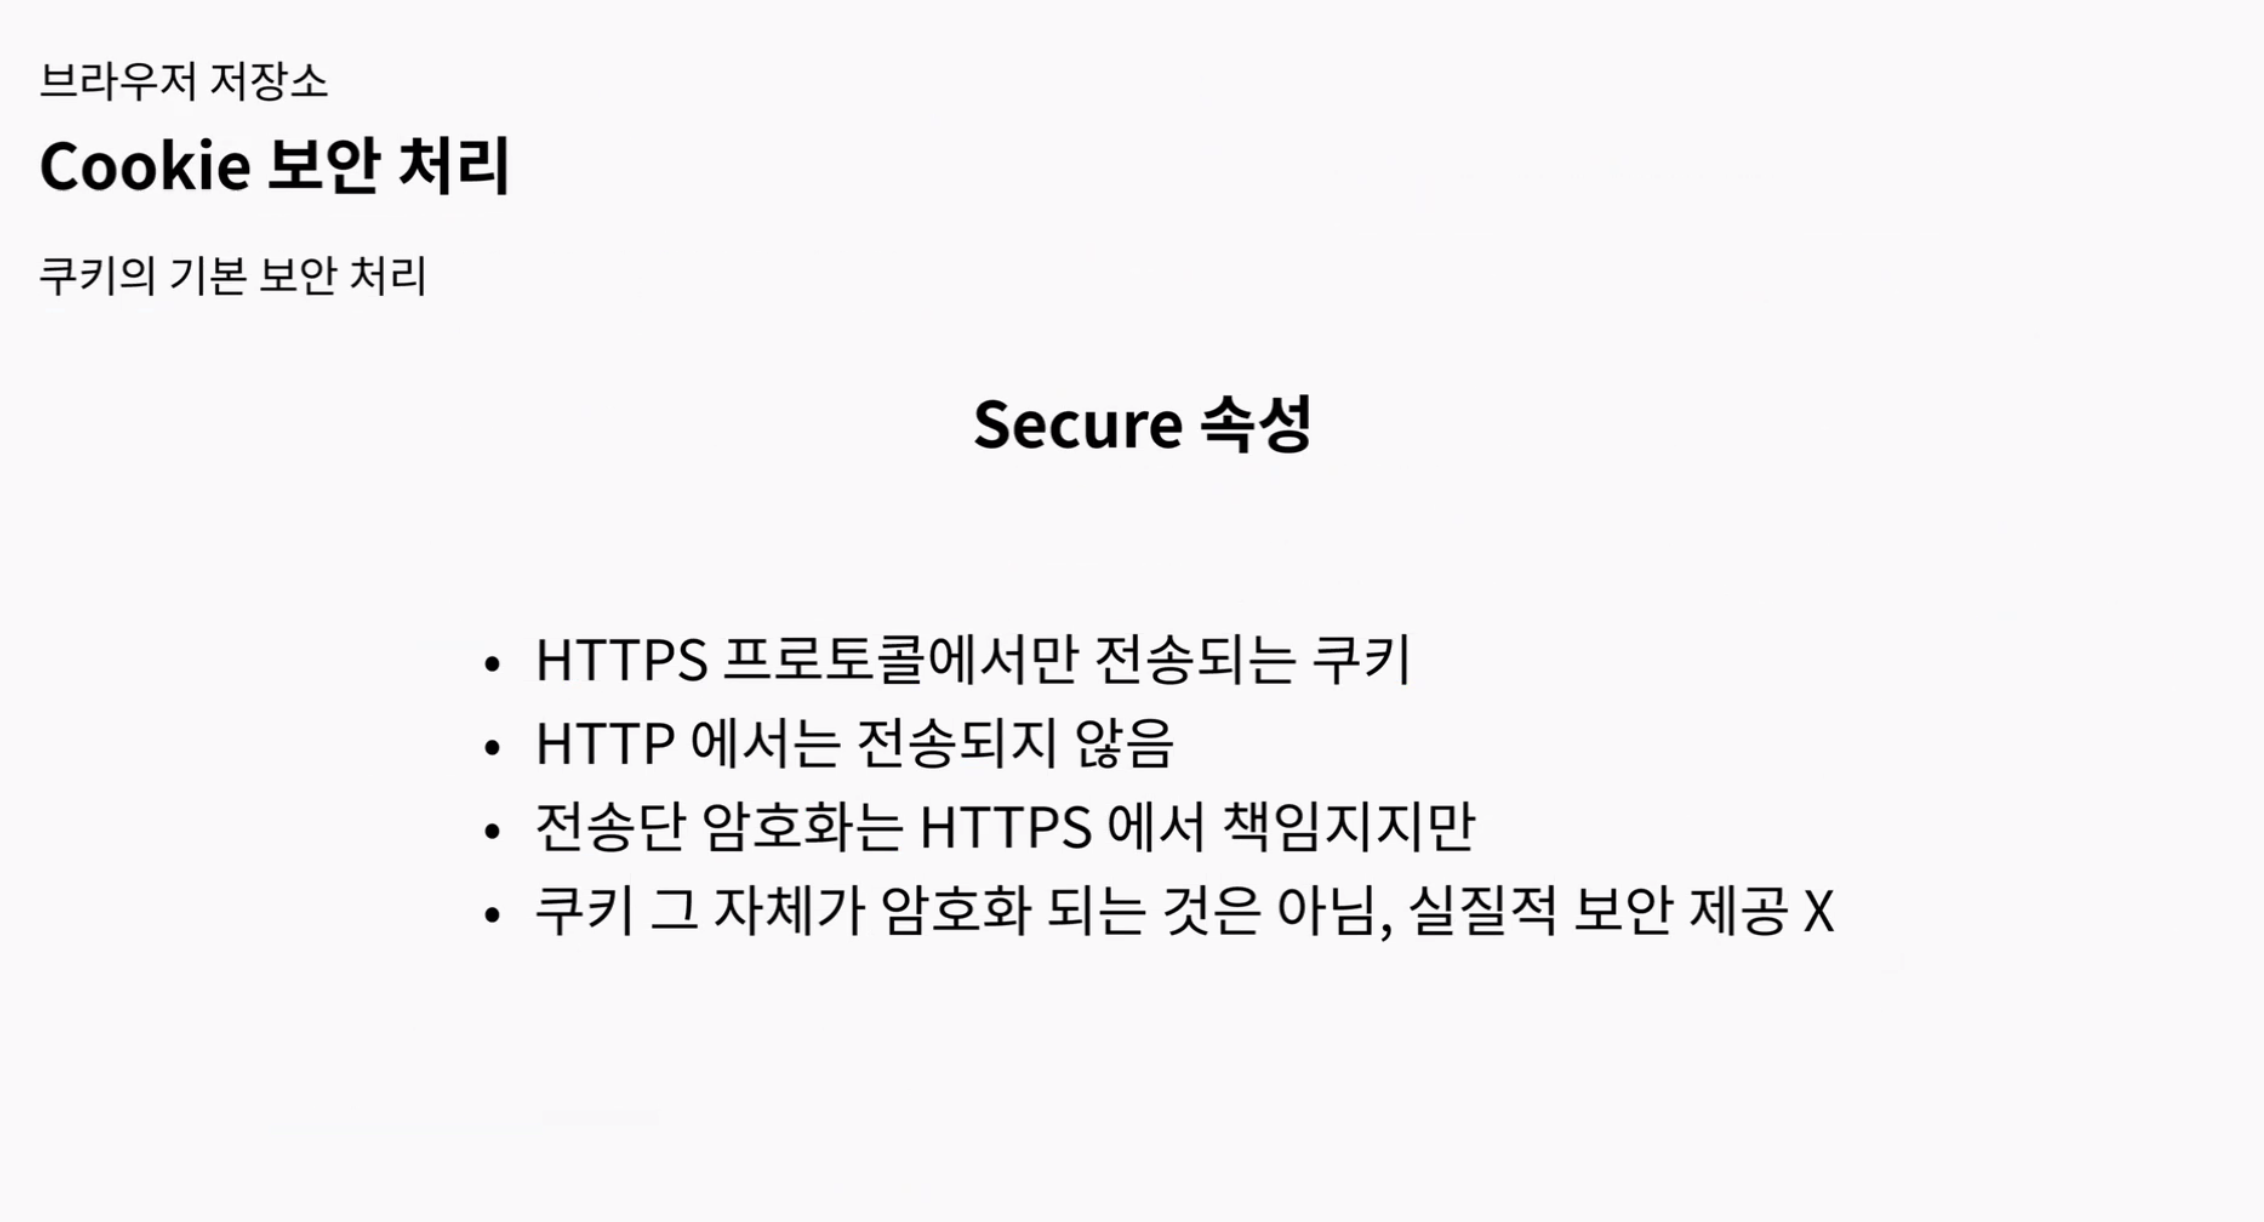 브라우저 저장소
Cookie 보안 처리
쿠키의 기본 보안 처리
Secure 속성
• HTTPS 프로토콜에서만 전송되는 쿠키
• HTTP 에서는 전송되지 않음
• 전송단 암호화는 HTTPS 에서 책임지지만
• 쿠키 그 자체가 암호화 되는 것은 아님, 실질적 보안 제공 X